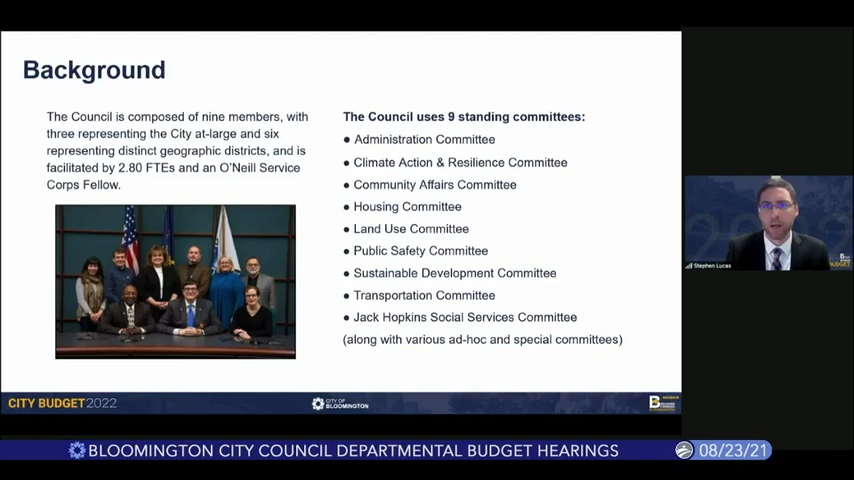 Background
The Council is composed of nine members, with
three representing the City at-large and six
representing distinct geographic districts, and is
facilitated by 2.80 FTEs and an O'Neill Service
Corps Fellow.
The Council uses 9 standing committees:
● Administration Committee
● Climate Action & Resilience Committee
● Community Affairs Committee
● Housing Committee
● Land Use Committee
● Public Safety Committee
● Sustainable Development Committee
● Transportation Committee
● Jack Hopkins Social Services Committee
(along with various ad-hoc and special committees)
Stephen Lucas
BUDGET
CITY BUDGET2022
CITY OF
BLOOMINGTON
BLOOMINGTON CITY COUNCIL DEPARTMENTAL BUDGET HEARINGS
08/23/21